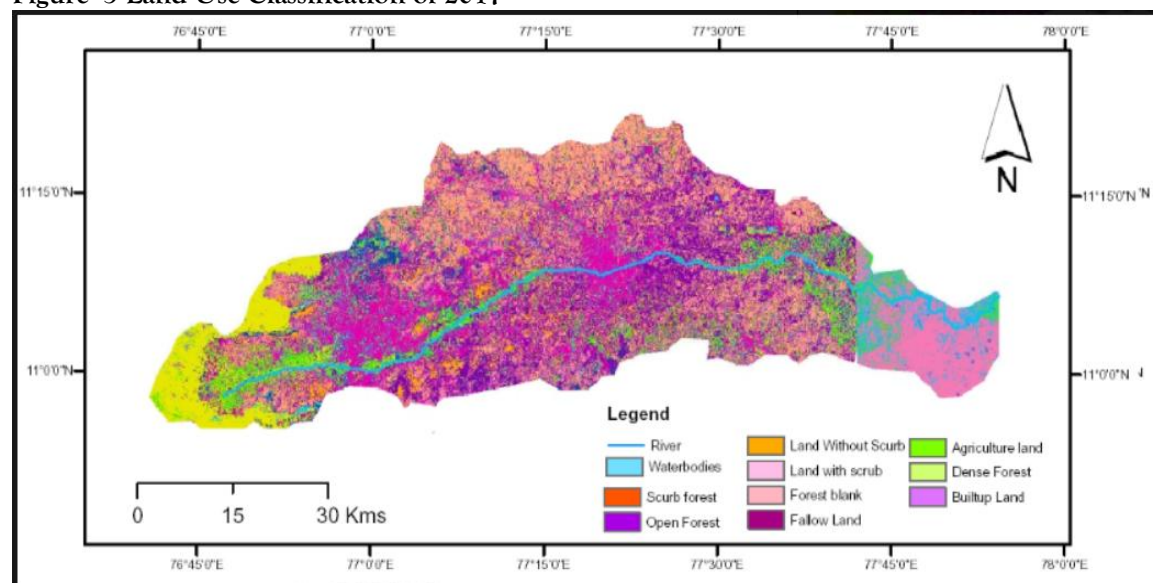 Figure 3 Land Use Classification of 2017
76°45'0"E 77°0'0"E 77°15'0"E 77°30'0"E 77°45'0"E 78°0'0"E
N
11°15'0"N 11°15'0"N "N
11°0'0"N 11°0'0"N
Legend
River
Waterbodies
Scurb forest
Open Forest
Land Without Scurb
Land with scrub
Forest blank
Fallow Land
Agriculture land
Dense Forest
Builtup Land
0 15 30 Kms
76°45'0"E 77°0'0"E 77°15'0"E 77°30'0"E 77°45'0"E 78°0'0"E